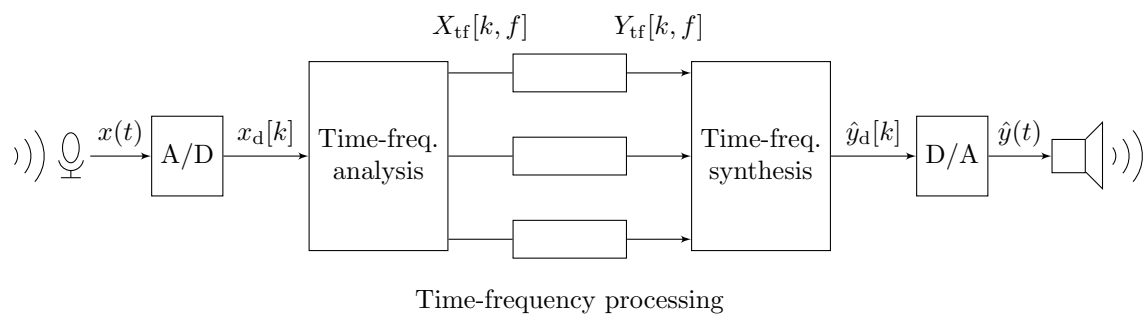 X_tf[k, f]
Y_tf[k, f]
x(t)
A/D
x_d[k]
Time-freq.
analysis
Time-freq.
synthesis
ŷ_d[k]
D/A
ŷ(t)
Time-frequency processing